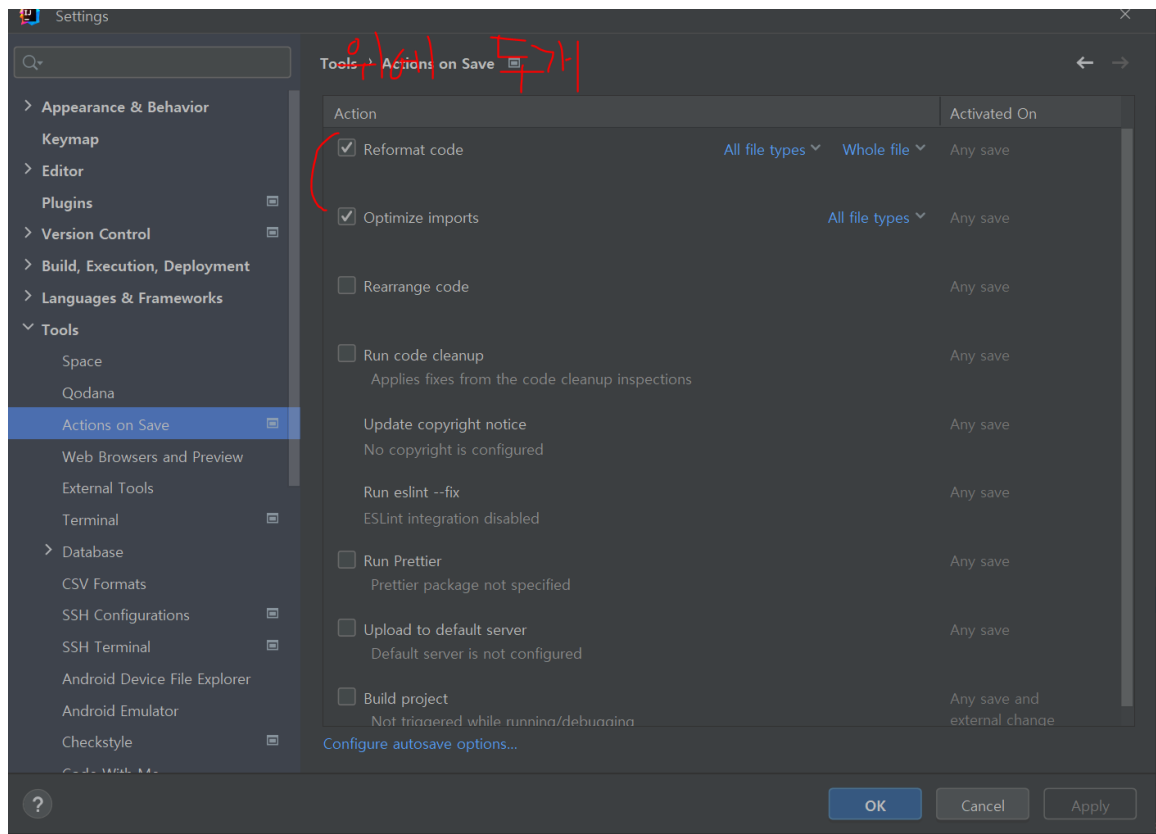 Settings
Tools › Actions on Save
위에 두개
Appearance & Behavior
Keymap
Editor
Plugins
Version Control
Build, Execution, Deployment
Languages & Frameworks
Tools
Space
Qodana
Actions on Save
Web Browsers and Preview
External Tools
Terminal
Database
CSV Formats
SSH Configurations
SSH Terminal
Android Device File Explorer
Android Emulator
Checkstyle
Code With Me
Action Activated On
Reformat code All file types Whole file Any save
Optimize imports All file types Any save
Rearrange code Any save
Run code cleanup Any save
Applies fixes from the code cleanup inspections
Update copyright notice Any save
No copyright is configured
Run eslint --fix Any save
ESLint integration disabled
Run Prettier Any save
Prettier package not specified
Upload to default server Any save
Default server is not configured
Build project Any save and
Not triggered while running/debugging external change
Configure autosave options...
? OK Cancel Apply